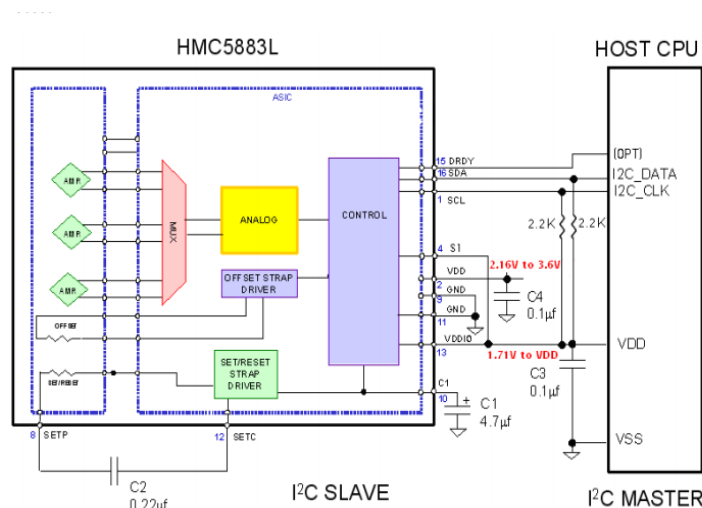 HMC5883L
HOST CPU
ASIC
AMR
AMR
AMR
MUX
ANALOG
CONTROL
OFFSET STRAP
DRIVER
OFFSET
SET/RESET
SET/RESET
STRAP
DRIVER
15 DRDY
16 SDA
1 SCL
4 S1
VDD
2
GND
9
GND
11
VDDIO
13
C1
10
8 SETP
12 SETC
(OPT)
I2C_DATA
I2C_CLK
2.2K
2.2K
2.16V to 3.6V
C4
0.1µf
1.71V to VDD
VDD
C3
0.1µf
VSS
+
C1
4.7µf
C2
0.22uf
I²C SLAVE
I²C MASTER